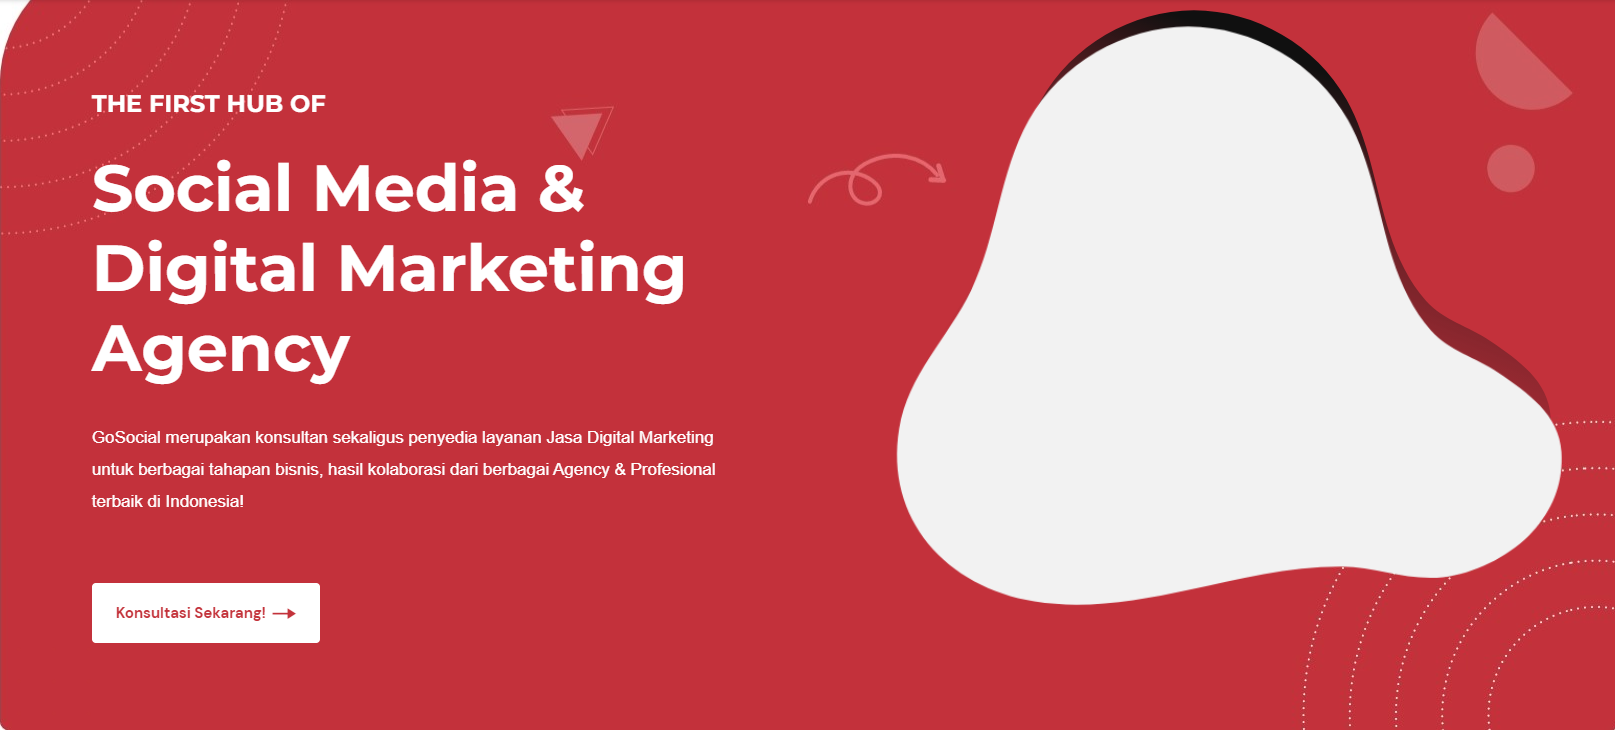 THE FIRST HUB OF
Social Media &
Digital Marketing
Agency
GoSocial merupakan konsultan sekaligus penyedia layanan Jasa Digital Marketing
untuk berbagai tahapan bisnis, hasil kolaborasi dari berbagai Agency & Profesional
terbaik di Indonesia!
Konsultasi Sekarang!